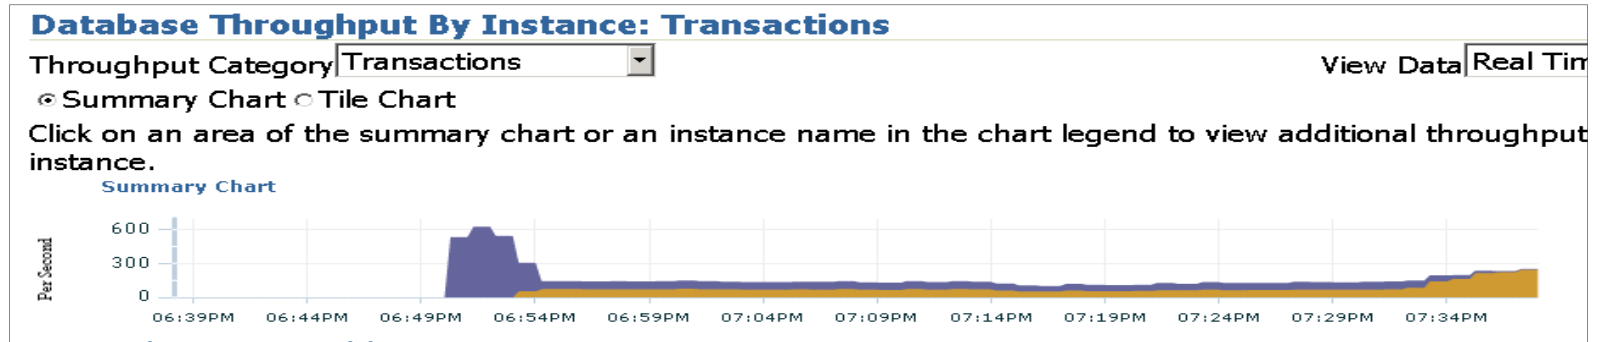 Database Throughput By Instance: Transactions
Throughput Category Transactions View Data Real Tim
Summary Chart Tile Chart
Click on an area of the summary chart or an instance name in the chart legend to view additional throughput
instance.
Summary Chart
Per Second
600
300
0
06:39PM 06:44PM 06:49PM 06:54PM 06:59PM 07:04PM 07:09PM 07:14PM 07:19PM 07:24PM 07:29PM 07:34PM